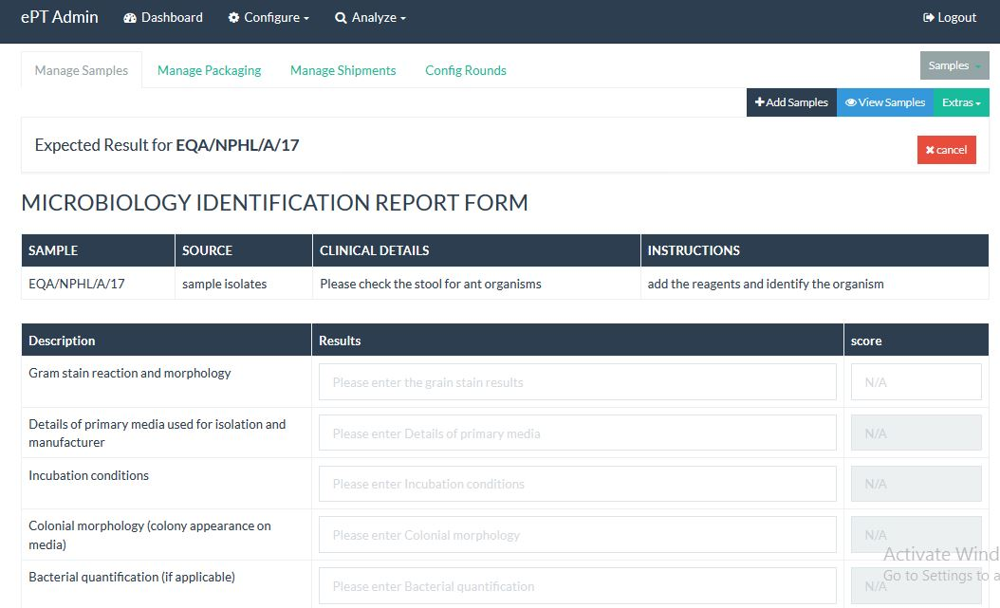 ePT Admin Dashboard Configure Analyze Logout
Manage Samples Manage Packaging Manage Shipments Config Rounds Samples
Add Samples View Samples Extras
Expected Result for EQA/NPHL/A/17 cancel
MICROBIOLOGY IDENTIFICATION REPORT FORM
SAMPLE SOURCE CLINICAL DETAILS INSTRUCTIONS
EQA/NPHL/A/17 sample isolates Please check the stool for ant organisms add the reagents and identify the organism
Description Results score
Gram stain reaction and morphology Please enter the grain stain results N/A
Details of primary media used for isolation and
manufacturer Please enter Details of primary media N/A
Incubation conditions Please enter Incubation conditions N/A
Colonial morphology (colony appearance on
media) Please enter Colonial morphology N/A
Activate Wind
Bacterial quantification (if applicable) Please enter Bacterial quantification N/A
Go to Settings to a